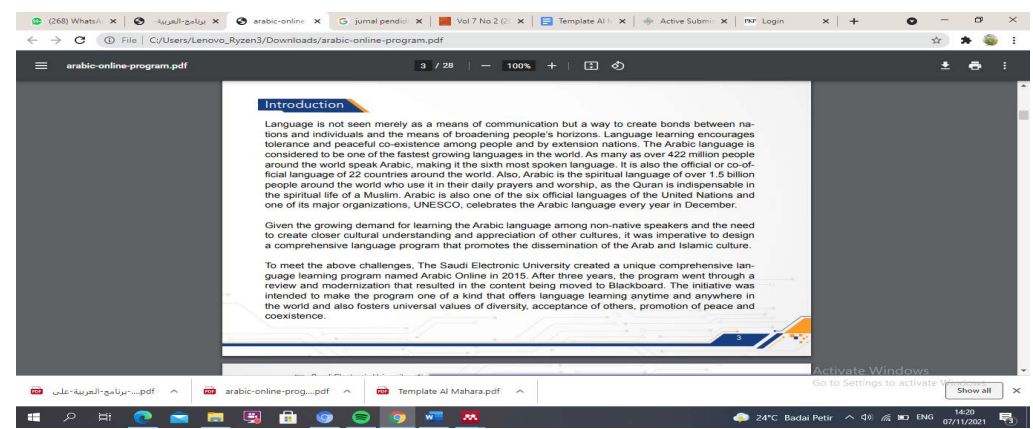 (268) WhatsA
برنامج-العربية-
arabic-online
jurnal pendid
Vol 7 No 2 (2
Template Al M
Active Submi
PKP Login
File | C:/Users/Lenovo_Ryzen3/Downloads/arabic-online-program.pdf
arabic-online-program.pdf
3 / 28
100%
Introduction
Language is not seen merely as a means of communication but a way to create bonds between na-
tions and individuals and the means of broadening people's horizons. Language learning encourages
tolerance and peaceful co-existence among people and by extension nations. The Arabic language is
considered to be one of the fastest growing languages in the world. As many as over 422 million people
around the world speak Arabic, making it the sixth most spoken language. It is also the official or co-of-
ficial language of 22 countries around the world. Also, Arabic is the spiritual language of over 1.5 billion
people around the world who use it in their daily prayers and worship, as the Quran is indispensable in
the spiritual life of a Muslim. Arabic is also one of the six official languages of the United Nations and
one of its major organizations, UNESCO, celebrates the Arabic language every year in December.
Given the growing demand for learning the Arabic language among non-native speakers and the need
to create closer cultural understanding and appreciation of other cultures, it was imperative to design
a comprehensive language program that promotes the dissemination of the Arab and Islamic culture.
To meet the above challenges, The Saudi Electronic University created a unique comprehensive lan-
guage learning program named Arabic Online in 2015. After three years, the program went through a
review and modernization that resulted in the content being moved to Blackboard. The initiative was
intended to make the program one of a kind that offers language learning anytime and anywhere in
the world and also fosters universal values of diversity, acceptance of others, promotion of peace and
coexistence.
3
Activate Windows
Go to Settings to activate Windows.
برنامج-العربية-على-....pdf
arabic-online-prog....pdf
Template Al Mahara.pdf
Show all
24°C Badai Petir
ENG
14:20
07/11/2021